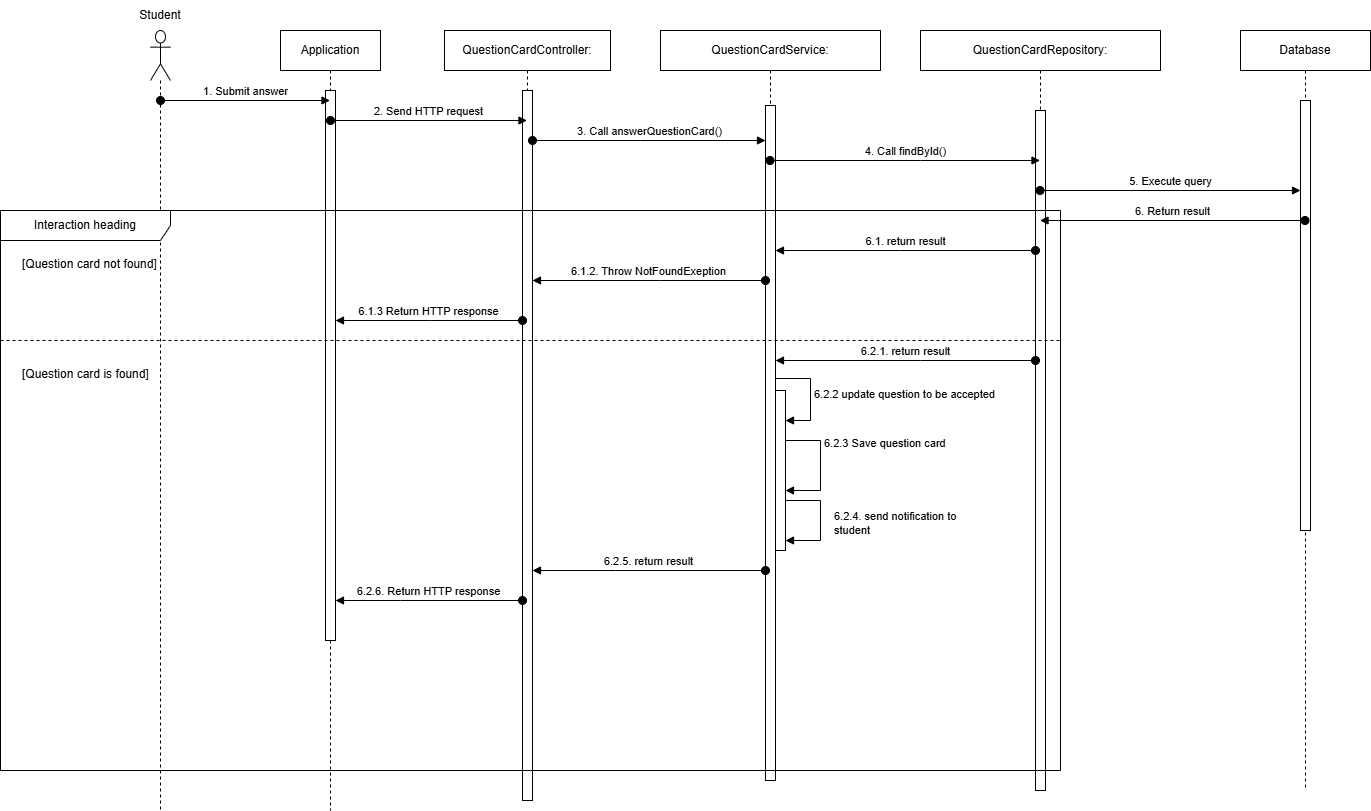 Student
Application
QuestionCardController:
QuestionCardService:
QuestionCardRepository:
Database
1. Submit answer
2. Send HTTP request
3. Call answerQuestionCard()
4. Call findById()
5. Execute query
6. Return result
Interaction heading
6.1. return result
[Question card not found]
6.1.2. Throw NotFoundExeption
6.1.3 Return HTTP response
6.2.1. return result
[Question card is found]
6.2.2 update question to be accepted
6.2.3 Save question card
6.2.4. send notification to
student
6.2.5. return result
6.2.6. Return HTTP response